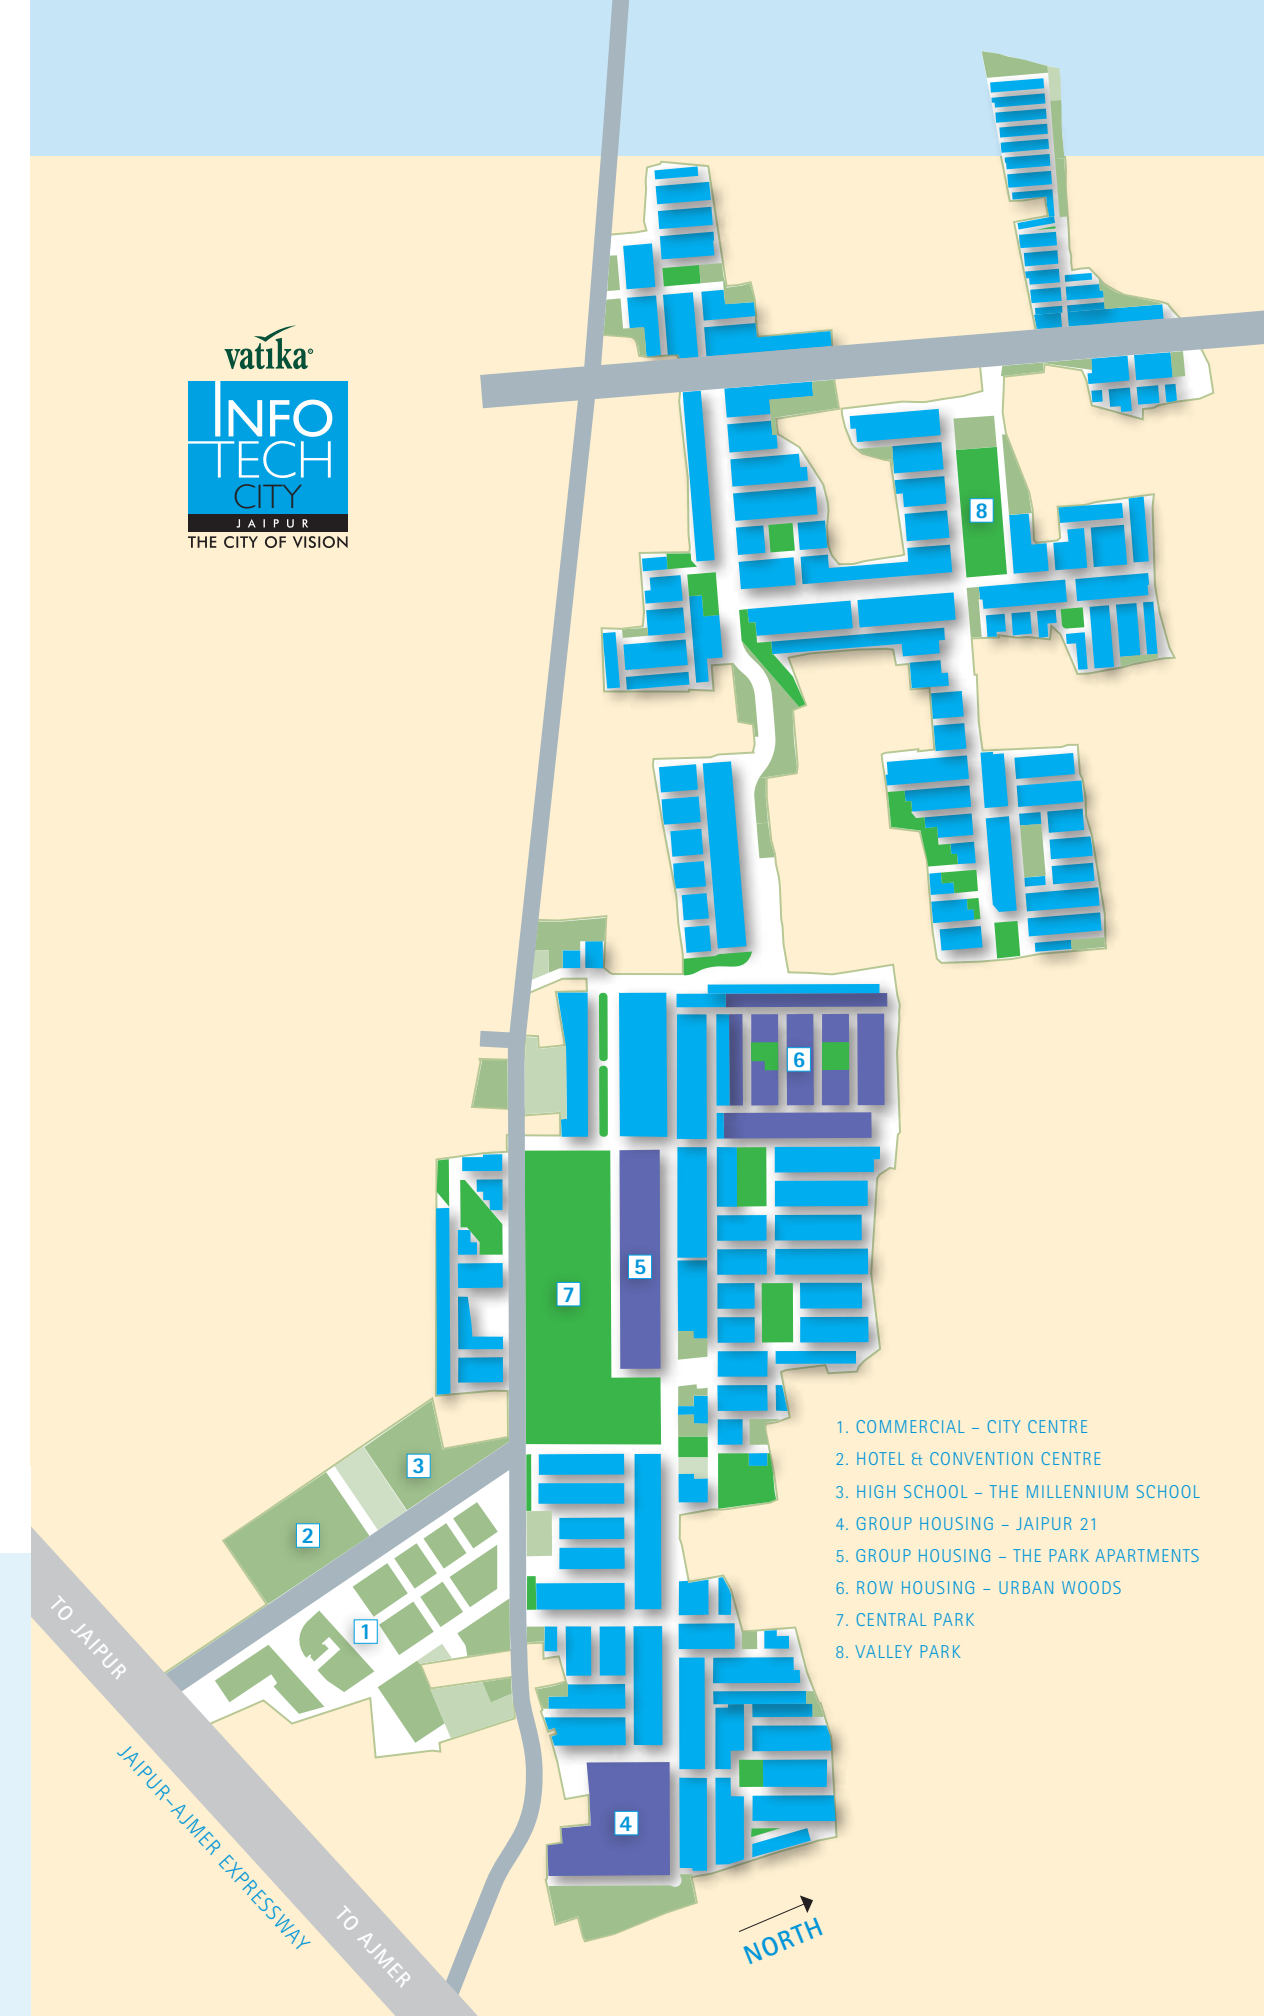 vatika®
INFO
TECH
CITY
JAIPUR
THE CITY OF VISION
8
6
5
7
3
2
1
4
1. COMMERCIAL – CITY CENTRE
2. HOTEL & CONVENTION CENTRE
3. HIGH SCHOOL – THE MILLENNIUM SCHOOL
4. GROUP HOUSING – JAIPUR 21
5. GROUP HOUSING – THE PARK APARTMENTS
6. ROW HOUSING – URBAN WOODS
7. CENTRAL PARK
8. VALLEY PARK
TO JAIPUR
JAIPUR–AJMER EXPRESSWAY
TO AJMER
NORTH